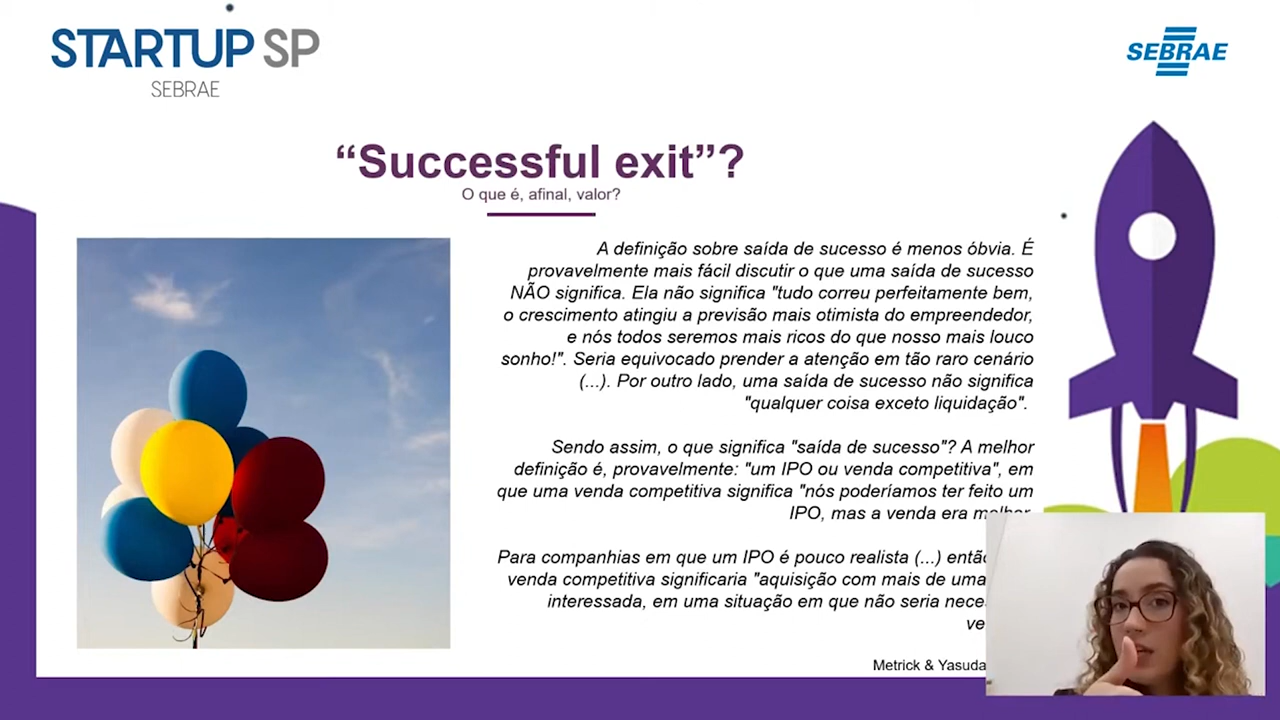 STARTUP SP
SEBRAE
SEBRAE
“Successful exit”?
O que é, afinal, valor?
A definição sobre saída de sucesso é menos óbvia. É
provavelmente mais fácil discutir o que uma saída de sucesso
NÃO significa. Ela não significa "tudo correu perfeitamente bem,
o crescimento atingiu a previsão mais otimista do empreendedor,
e nós todos seremos mais ricos do que nosso mais louco
sonho!". Seria equivocado prender a atenção em tão raro cenário
(...). Por outro lado, uma saída de sucesso não significa
"qualquer coisa exceto liquidação".
Sendo assim, o que significa "saída de sucesso"? A melhor
definição é, provavelmente: "um IPO ou venda competitiva", em
que uma venda competitiva significa "nós poderíamos ter feito um
IPO, mas a venda era melhor.
Para companhias em que um IPO é pouco realista (...) então
venda competitiva significaria "aquisição com mais de uma
interessada, em uma situação em que não seria
Metrick & Yasuda